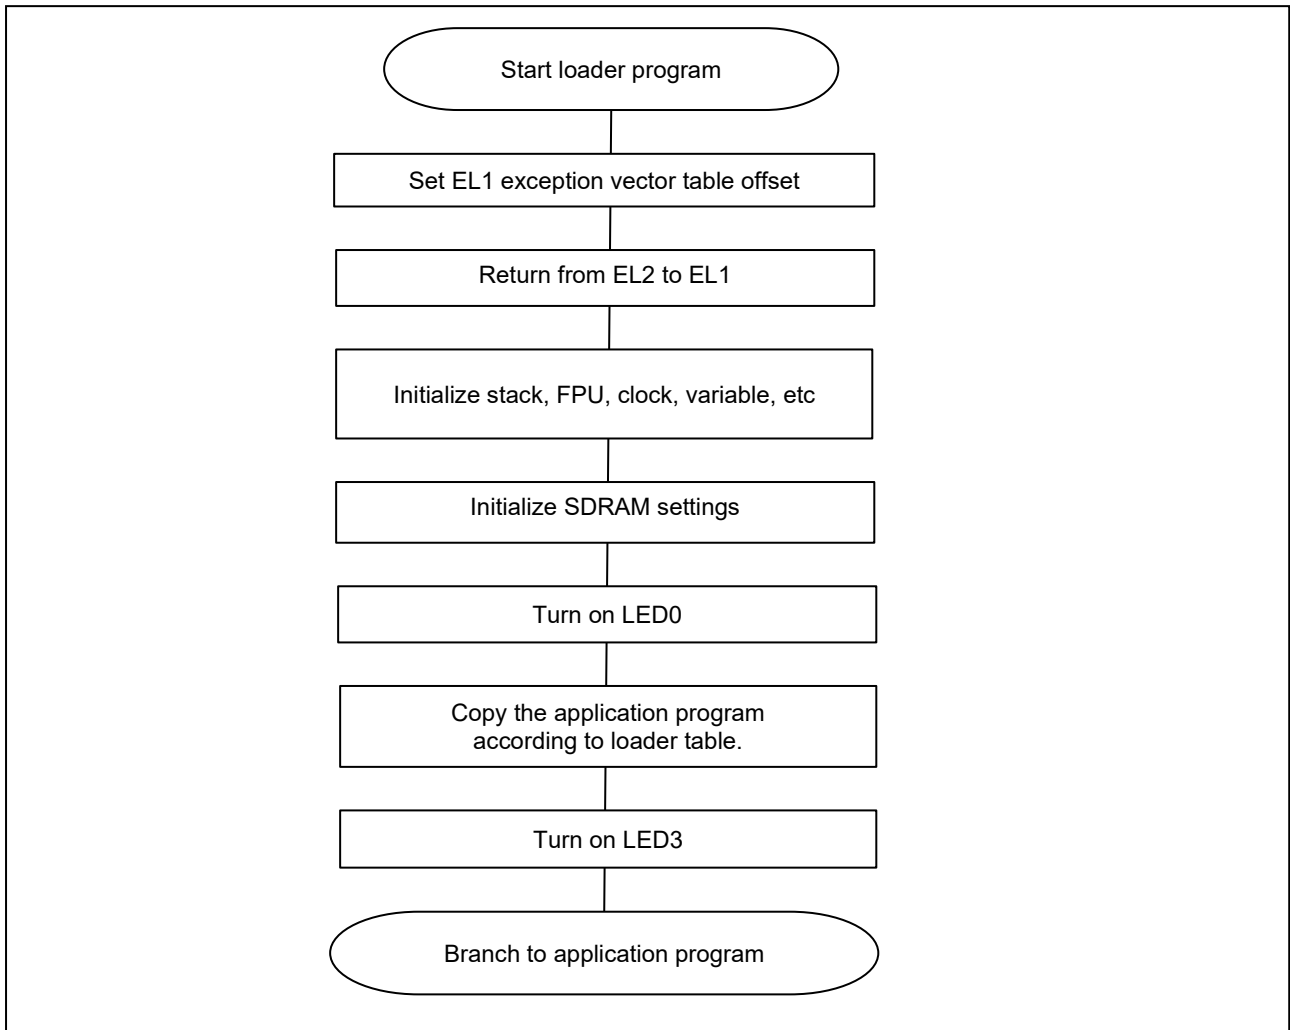 Start loader program
Set EL1 exception vector table offset
Return from EL2 to EL1
Initialize stack, FPU, clock, variable, etc
Initialize SDRAM settings
Turn on LED0
Copy the application program
according to loader table.
Turn on LED3
Branch to application program